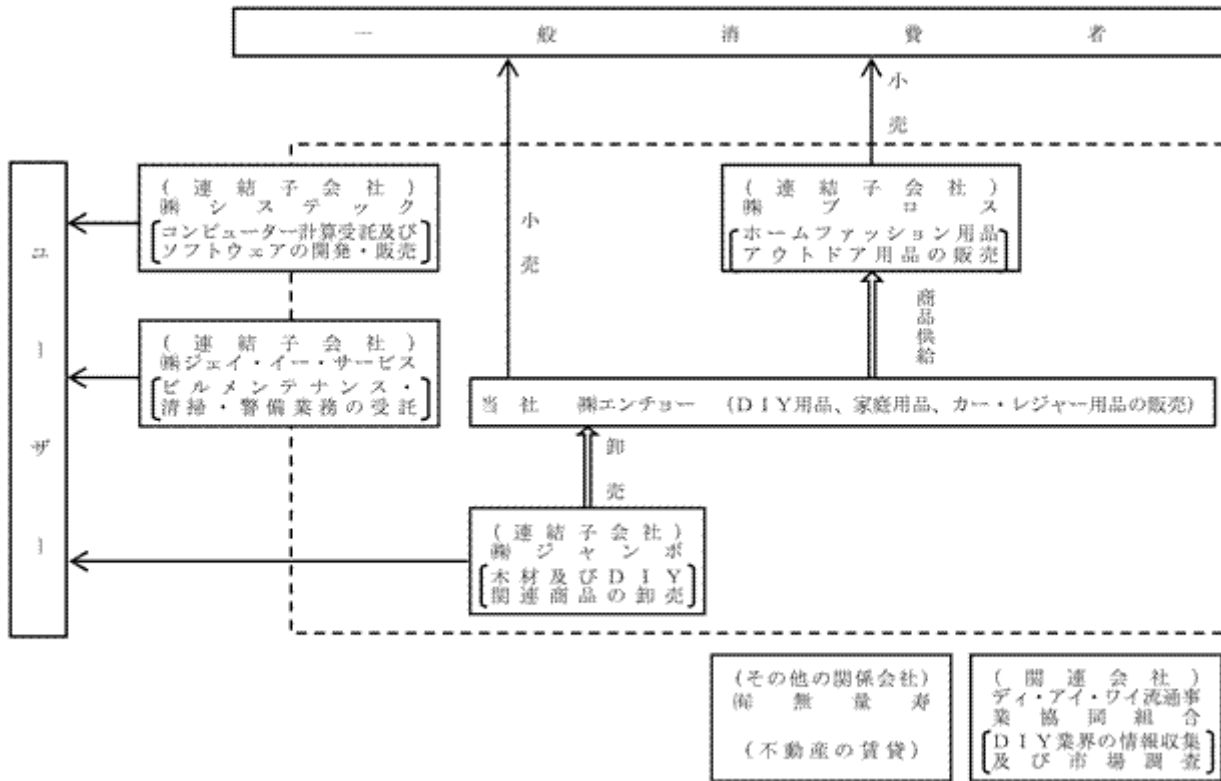 一般消費者
小売
小売
(連結子会社)
㈱システック
コンピューター計算受託及び
ソフトウェアの開発・販売
(連結子会社)
㈱ブロス
ホームファッション用品
アウトドア用品の販売
ユーザー
商品供給
(連結子会社)
㈱ジェイ・イー・サービス
ビルメンテナンス・
清掃・警備業務の受託
当社 ㈱エンチョー (DIY用品、家庭用品、カー・レジャー用品の販売)
卸売
(連結子会社)
㈱ジャンボ
木材及びDIY
関連商品の卸売
(その他の関係会社)
㈲無量寿
(不動産の賃貸)
(関連会社)
ディ・アイ・ワイ流通事
業協同組合
DIY業界の情報収集
及び市場調査